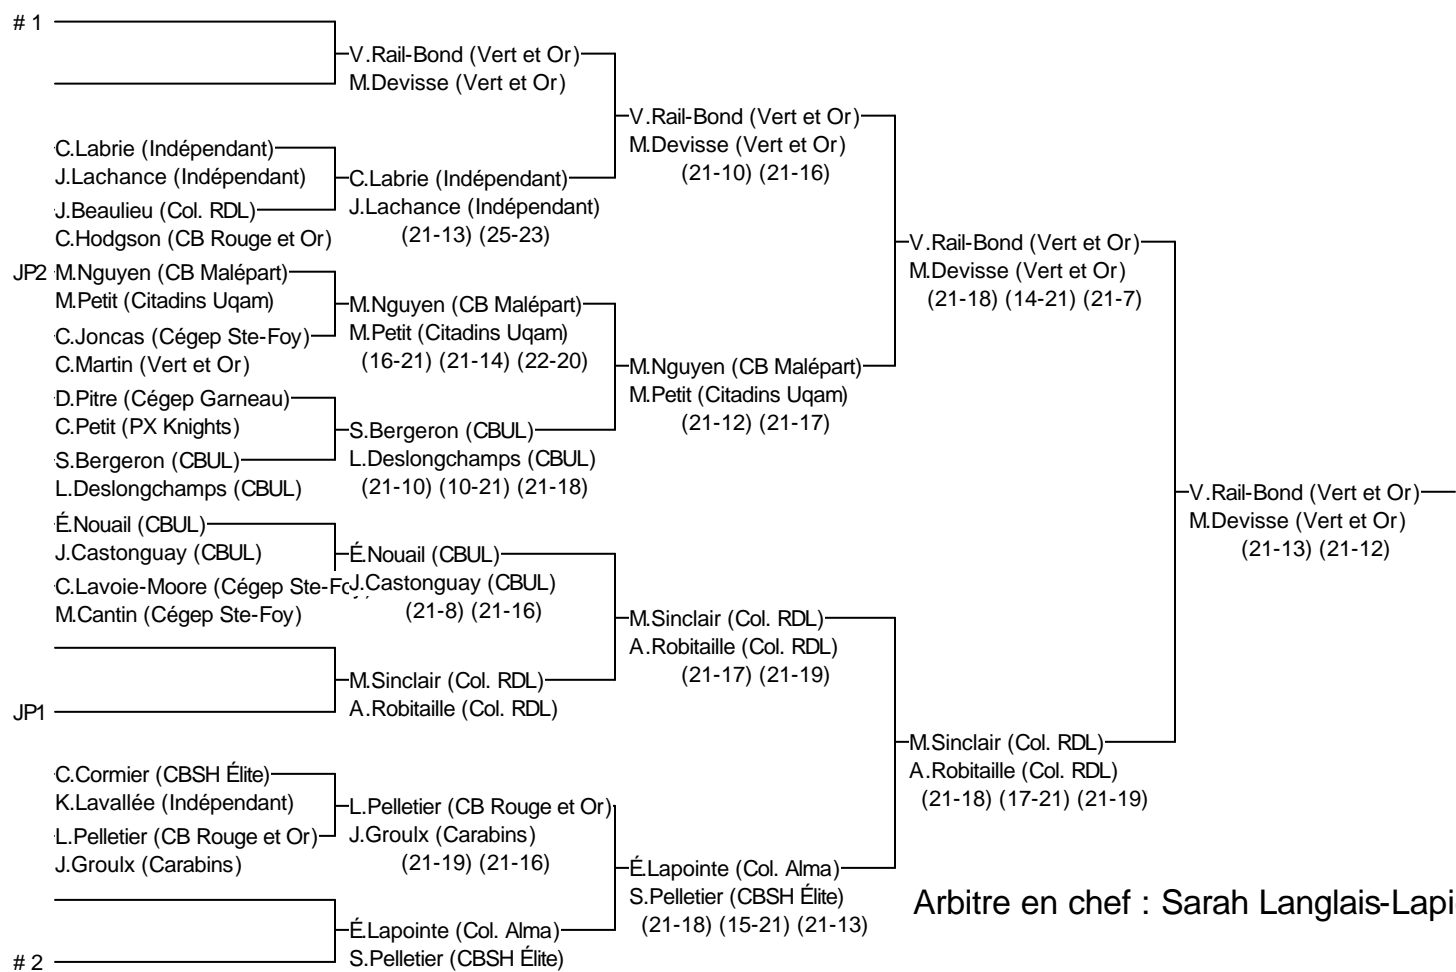 # 1
V.Rail-Bond (Vert et Or)
M.Devisse (Vert et Or)
V.Rail-Bond (Vert et Or)
M.Devisse (Vert et Or)
(21-10) (21-16)
C.Labrie (Indépendant)
J.Lachance (Indépendant)
C.Labrie (Indépendant)
J.Lachance (Indépendant)
(21-13) (25-23)
J.Beaulieu (Col. RDL)
C.Hodgson (CB Rouge et Or)
V.Rail-Bond (Vert et Or)
M.Devisse (Vert et Or)
(21-18) (14-21) (21-7)
JP2 M.Nguyen (CB Malépart)
M.Petit (Citadins Uqam)
M.Nguyen (CB Malépart)
M.Petit (Citadins Uqam)
(16-21) (21-14) (22-20)
C.Joncas (Cégep Ste-Foy)
C.Martin (Vert et Or)
M.Nguyen (CB Malépart)
M.Petit (Citadins Uqam)
(21-12) (21-17)
D.Pitre (Cégep Garneau)
C.Petit (PX Knights)
S.Bergeron (CBUL)
L.Deslongchamps (CBUL)
(21-10) (10-21) (21-18)
S.Bergeron (CBUL)
L.Deslongchamps (CBUL)
V.Rail-Bond (Vert et Or)
M.Devisse (Vert et Or)
(21-13) (21-12)
É.Nouail (CBUL)
J.Castonguay (CBUL)
É.Nouail (CBUL)
J.Castonguay (CBUL)
(21-8) (21-16)
C.Lavoie-Moore (Cégep Ste-Fo
M.Cantin (Cégep Ste-Foy)
M.Sinclair (Col. RDL)
A.Robitaille (Col. RDL)
(21-17) (21-19)
M.Sinclair (Col. RDL)
A.Robitaille (Col. RDL)
JP1
M.Sinclair (Col. RDL)
A.Robitaille (Col. RDL)
(21-18) (17-21) (21-19)
C.Cormier (CBSH Élite)
K.Lavallée (Indépendant)
L.Pelletier (CB Rouge et Or)
J.Groulx (Carabins)
(21-19) (21-16)
L.Pelletier (CB Rouge et Or)
J.Groulx (Carabins)
É.Lapointe (Col. Alma)
S.Pelletier (CBSH Élite)
(21-18) (15-21) (21-13)
É.Lapointe (Col. Alma)
S.Pelletier (CBSH Élite)
# 2
Arbitre en chef : Sarah Langlais-Lapi